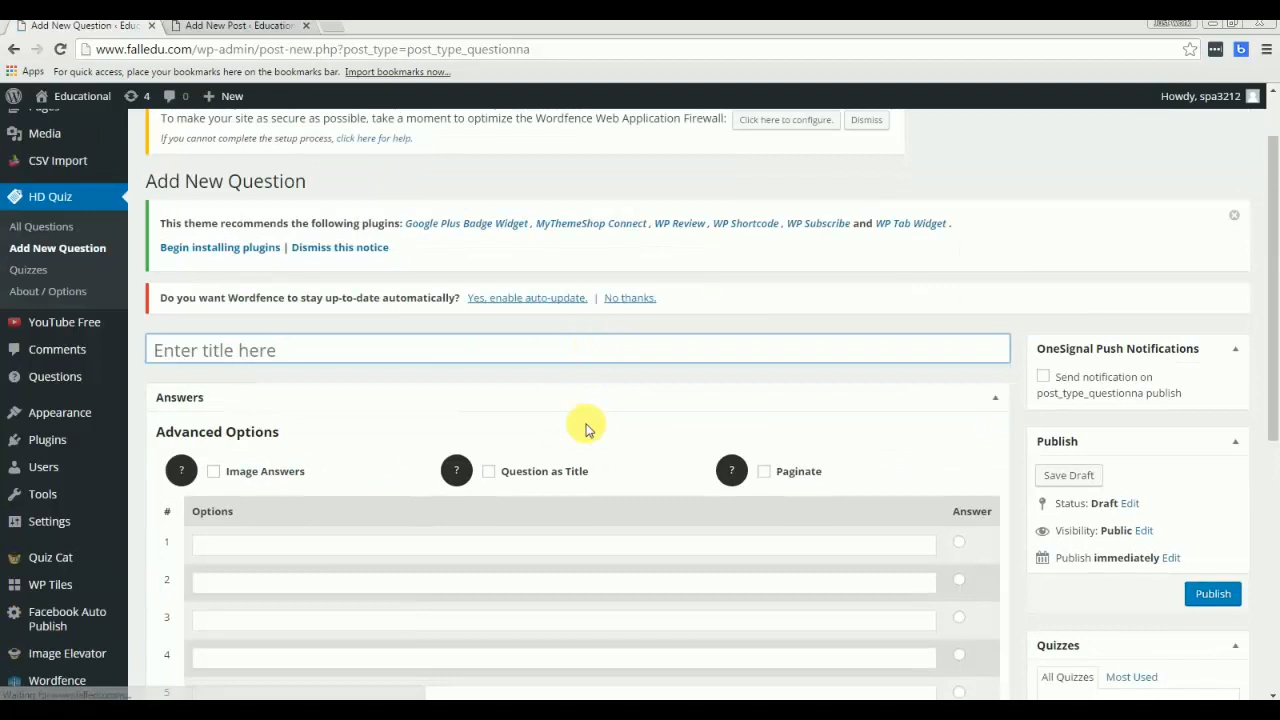 Add New Question ‹ Educ
Add New Post ‹ Education
Just work
www.falledu.com/wp-admin/post-new.php?post_type=post_type_questionna
Apps
For quick access, place your bookmarks here on the bookmarks bar. Import bookmarks now...
Educational
4
0
New
Howdy, spa3212
Pages
Media
CSV Import
HD Quiz
All Questions
Add New Question
Quizzes
About / Options
YouTube Free
Comments
Questions
Appearance
Plugins
Users
Tools
Settings
Quiz Cat
WP Tiles
Facebook Auto
Publish
Image Elevator
Wordfence
To make your site as secure as possible, take a moment to optimize the Wordfence Web Application Firewall:
Click here to configure.
Dismiss
If you cannot complete the setup process, click here for help.
Add New Question
This theme recommends the following plugins: Google Plus Badge Widget , MyThemeShop Connect , WP Review , WP Shortcode , WP Subscribe and WP Tab Widget .
Begin installing plugins | Dismiss this notice
Do you want Wordfence to stay up-to-date automatically? Yes, enable auto-update. | No thanks.
Enter title here
Answers
Advanced Options
? Image Answers
? Question as Title
? Paginate
# Options Answer
1
2
3
4
5
OneSignal Push Notifications
Send notification on
post_type_questionna publish
Publish
Save Draft
Status: Draft Edit
Visibility: Public Edit
Publish immediately Edit
Publish
Quizzes
All Quizzes
Most Used